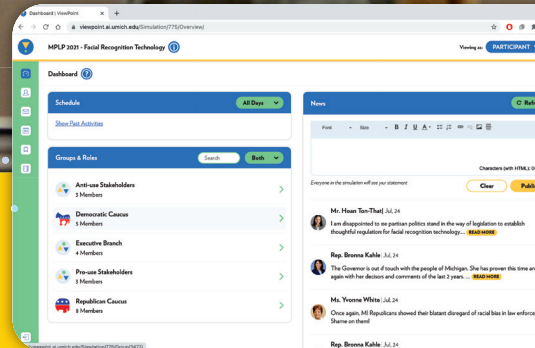 Dashboard | ViewPoint
viewpoint.ai.umich.edu/Simulation/775/Overview/
MPLP 2021 - Facial Recognition Technology
Viewing as:
PARTICIPANT
Dashboard
Schedule
All Days
Show Past Activities
Groups & Roles
Search
Both
Anti-use Stakeholders
3 Members
Democratic Caucus
5 Members
Executive Branch
4 Members
Pro-use Stakeholders
3 Members
Republican Caucus
8 Members
News
Font
Size
B I U A
Characters (with HTML):
Everyone in the simulation will see your statement
Clear
Mr. Hoan Ton-That| Jul, 24
I am disappointed to se partisan politics stand in the way of legislation to establish
thoughtful regulation for facial recognition technology.... READ MORE
Rep. Bronna Kahle| Jul, 24
The Governor is out of touch with the people of Michigan. She has proven this time an
again with her decison and comments of the last 2 years. ... READ MORE
Ms. Yvonne White| Jul, 24
Once again, MI Republicans showed their blatant disregard of racial bias in law enforce
Shame on them!
Rep. Bronna Kahle| Jul, 24